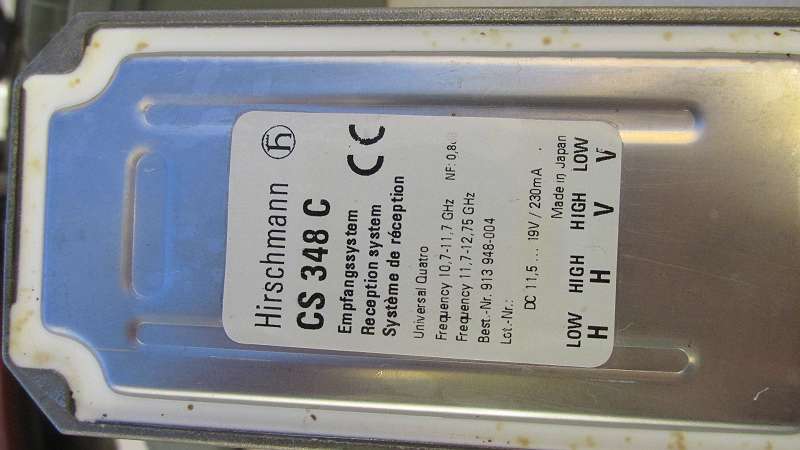 Hirschmann h
CS 348 C
CE
Empfangssystem
Reception system
Système de réception
Universal Quatro
Frequency 10,7-11,7 GHz NF: 0,8
Frequency 11,7-12,75 GHz
Best.-Nr. 913 948-004
Lot.-Nr.:
DC 11,5 ... 19V / 230mA
Made in Japan
LOW HIGH HIGH LOW
H H V V